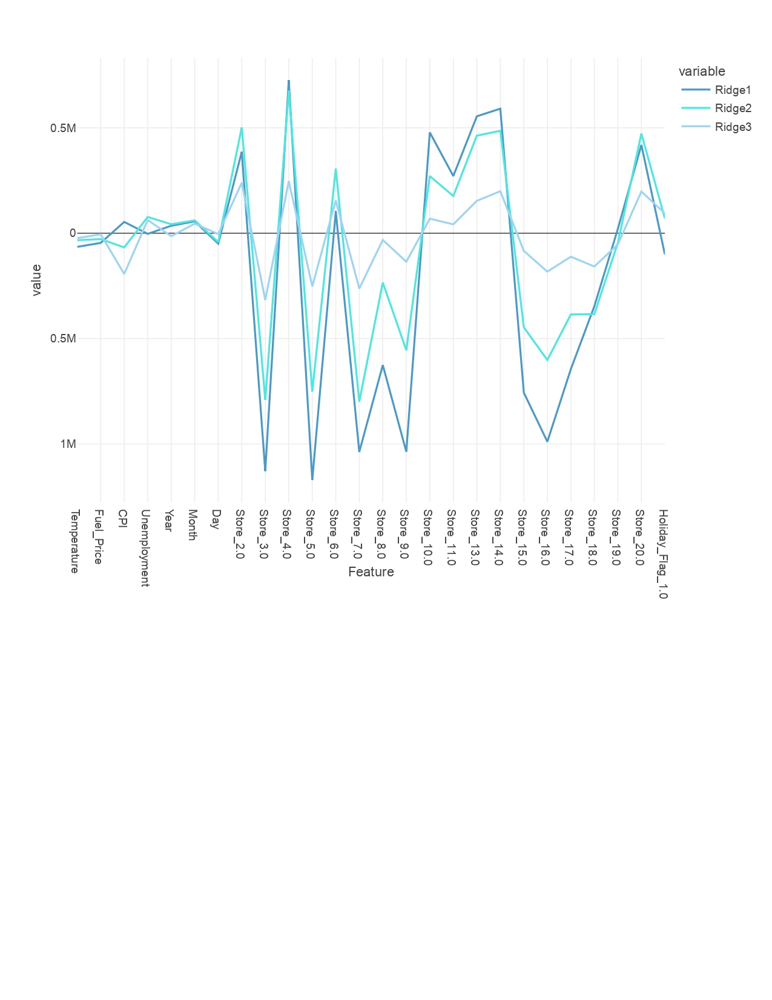 variable
Ridge1
Ridge2
Ridge3
0.5M
0
0.5M
1M
value
Temperature
Fuel_Price
CPI
Unemployment
Year
Month
Day
Store_2.0
Store_3.0
Store_4.0
Store_5.0
Store_6.0
Store_7.0
Store_8.0
Store_9.0
Store_10.0
Store_11.0
Store_13.0
Store_14.0
Store_15.0
Store_16.0
Store_17.0
Store_18.0
Store_19.0
Store_20.0
Holiday_Flag_1.0
Feature